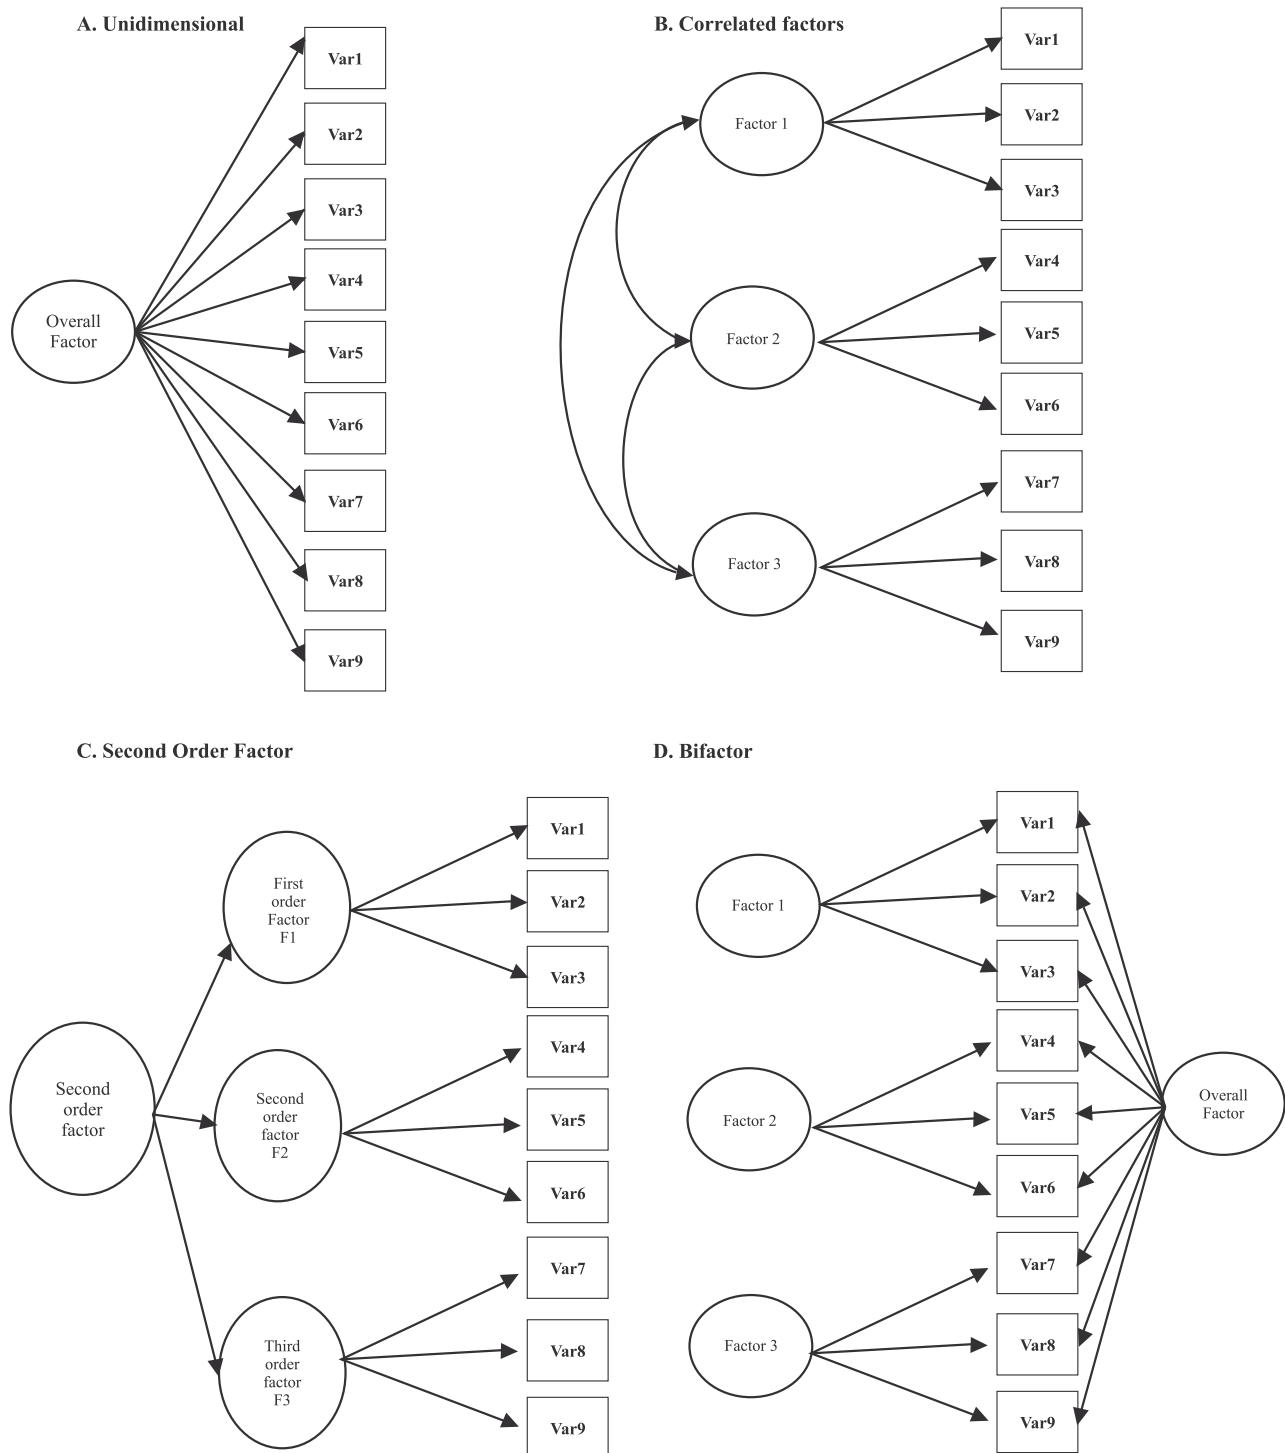 A. Unidimensional
Var1
Var2
Var3
Var4
Var5
Var6
Var7
Var8
Var9
Overall
Factor
B. Correlated factors
Factor 1
Factor 2
Factor 3
Var1
Var2
Var3
Var4
Var5
Var6
Var7
Var8
Var9
C. Second Order Factor
Second
order
factor
First
order
Factor
F1
Second
order
factor
F2
Third
order
factor
F3
Var1
Var2
Var3
Var4
Var5
Var6
Var7
Var8
Var9
D. Bifactor
Factor 1
Factor 2
Factor 3
Var1
Var2
Var3
Var4
Var5
Var6
Var7
Var8
Var9
Overall
Factor